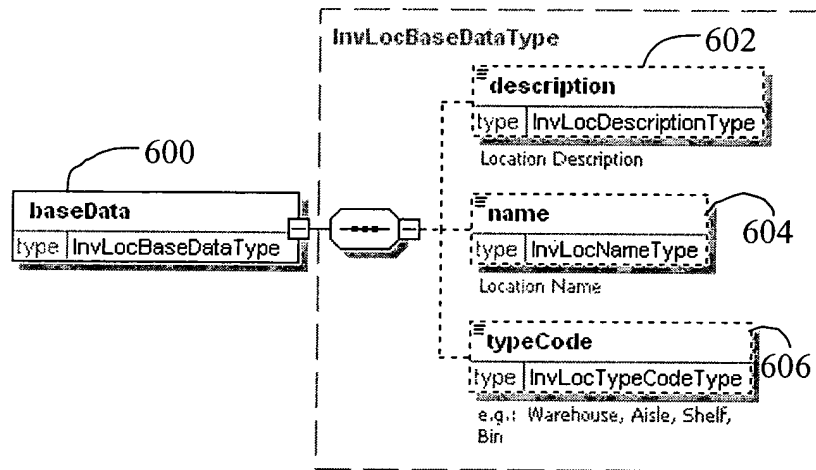 InvLocBaseDataType
602
description
type InvLocDescriptionType
Location Description
600
baseData
type InvLocBaseDataType
name
type InvLocNameType
604
Location Name
typeCode
type InvLocTypeCodeType
606
e.g.: Warehouse, Aisle, Shelf,
Bin